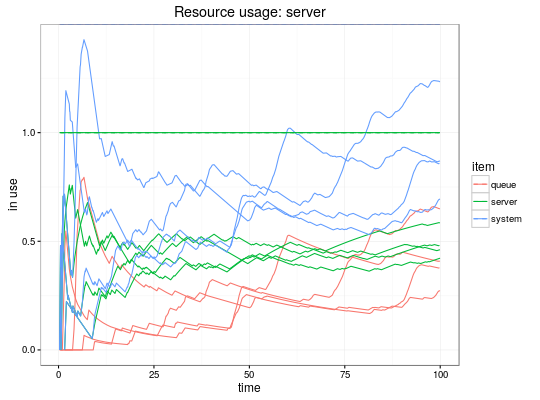 Resource usage: server
in use
1.0
0.5
0.0
0
25
50
75
100
time
item
queue
server
system